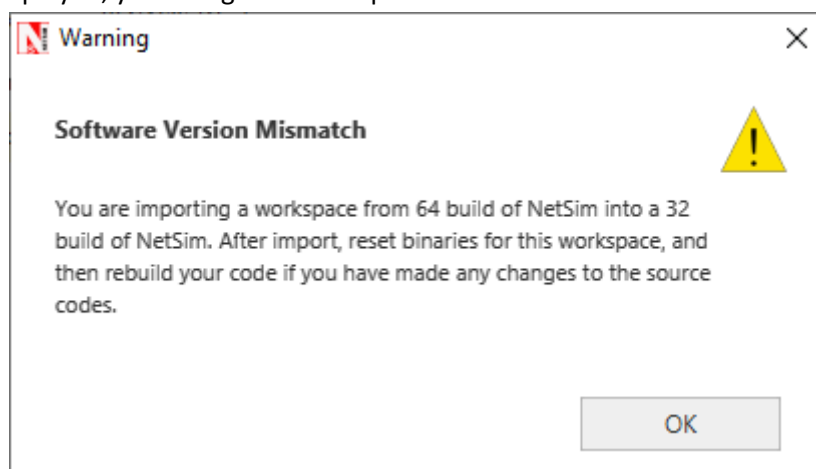 Warning
Software Version Mismatch
You are importing a workspace from 64 build of NetSim into a 32
build of NetSim. After import, reset binaries for this workspace, and
then rebuild your code if you have made any changes to the source
codes.
OK